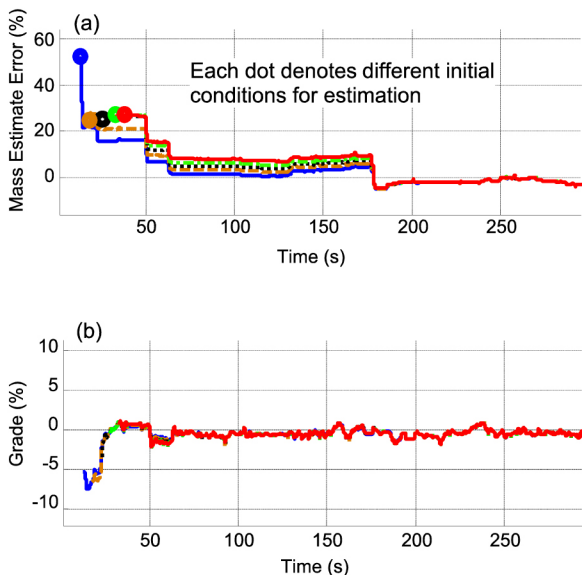 (a)
Mass Estimate Error (%)
60
40
20
0
Each dot denotes different initial
conditions for estimation
50
100
150
200
250
Time (s)
(b)
Grade (%)
10
5
0
-5
-10
50
100
150
200
250
Time (s)